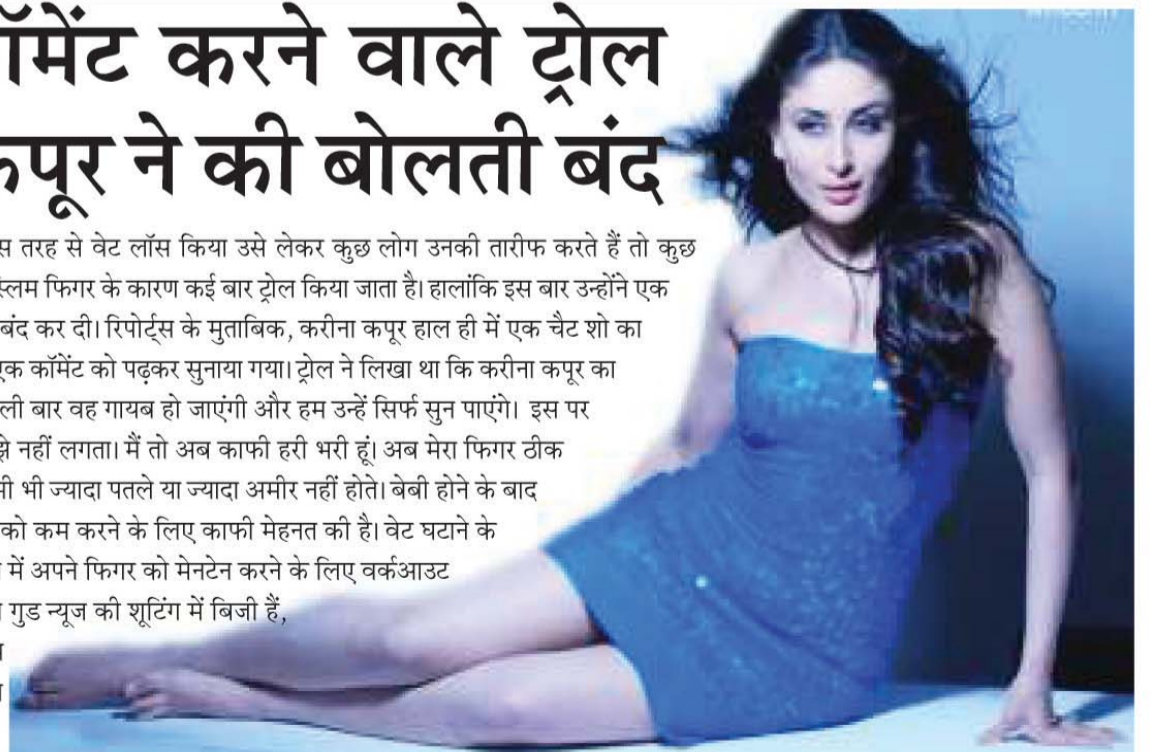 कॉमेंट करने वाले ट्रोल
कपूर ने की बोलती बंद
स तरह से वेट लॉस किया उसे लेकर कुछ लोग उनकी तारीफ करते हैं तो कुछ
स्लिम फिगर के कारण कई बार ट्रोल किया जाता है। हालांकि इस बार उन्होंने एक
बंद कर दी। रिपोर्ट्स के मुताबिक, करीना कपूर हाल ही में एक चैट शो का
एक कॉमेंट को पढ़कर सुनाया गया। ट्रोल ने लिखा था कि करीना कपूर का
ली बार वह गायब हो जाएंगी और हम उन्हें सिर्फ सुन पाएंगे। इस पर
झे नहीं लगता। मैं तो अब काफी हरी भरी हूं। अब मेरा फिगर ठीक
भी ज्यादा पतले या ज्यादा अमीर नहीं होते। बेबी होने के बाद
को कम करने के लिए काफी मेहनत की है। वेट घटाने के
में अपने फिगर को मेनटेन करने के लिए वर्कआउट
गुड न्यूज की शूटिंग में बिजी हैं,